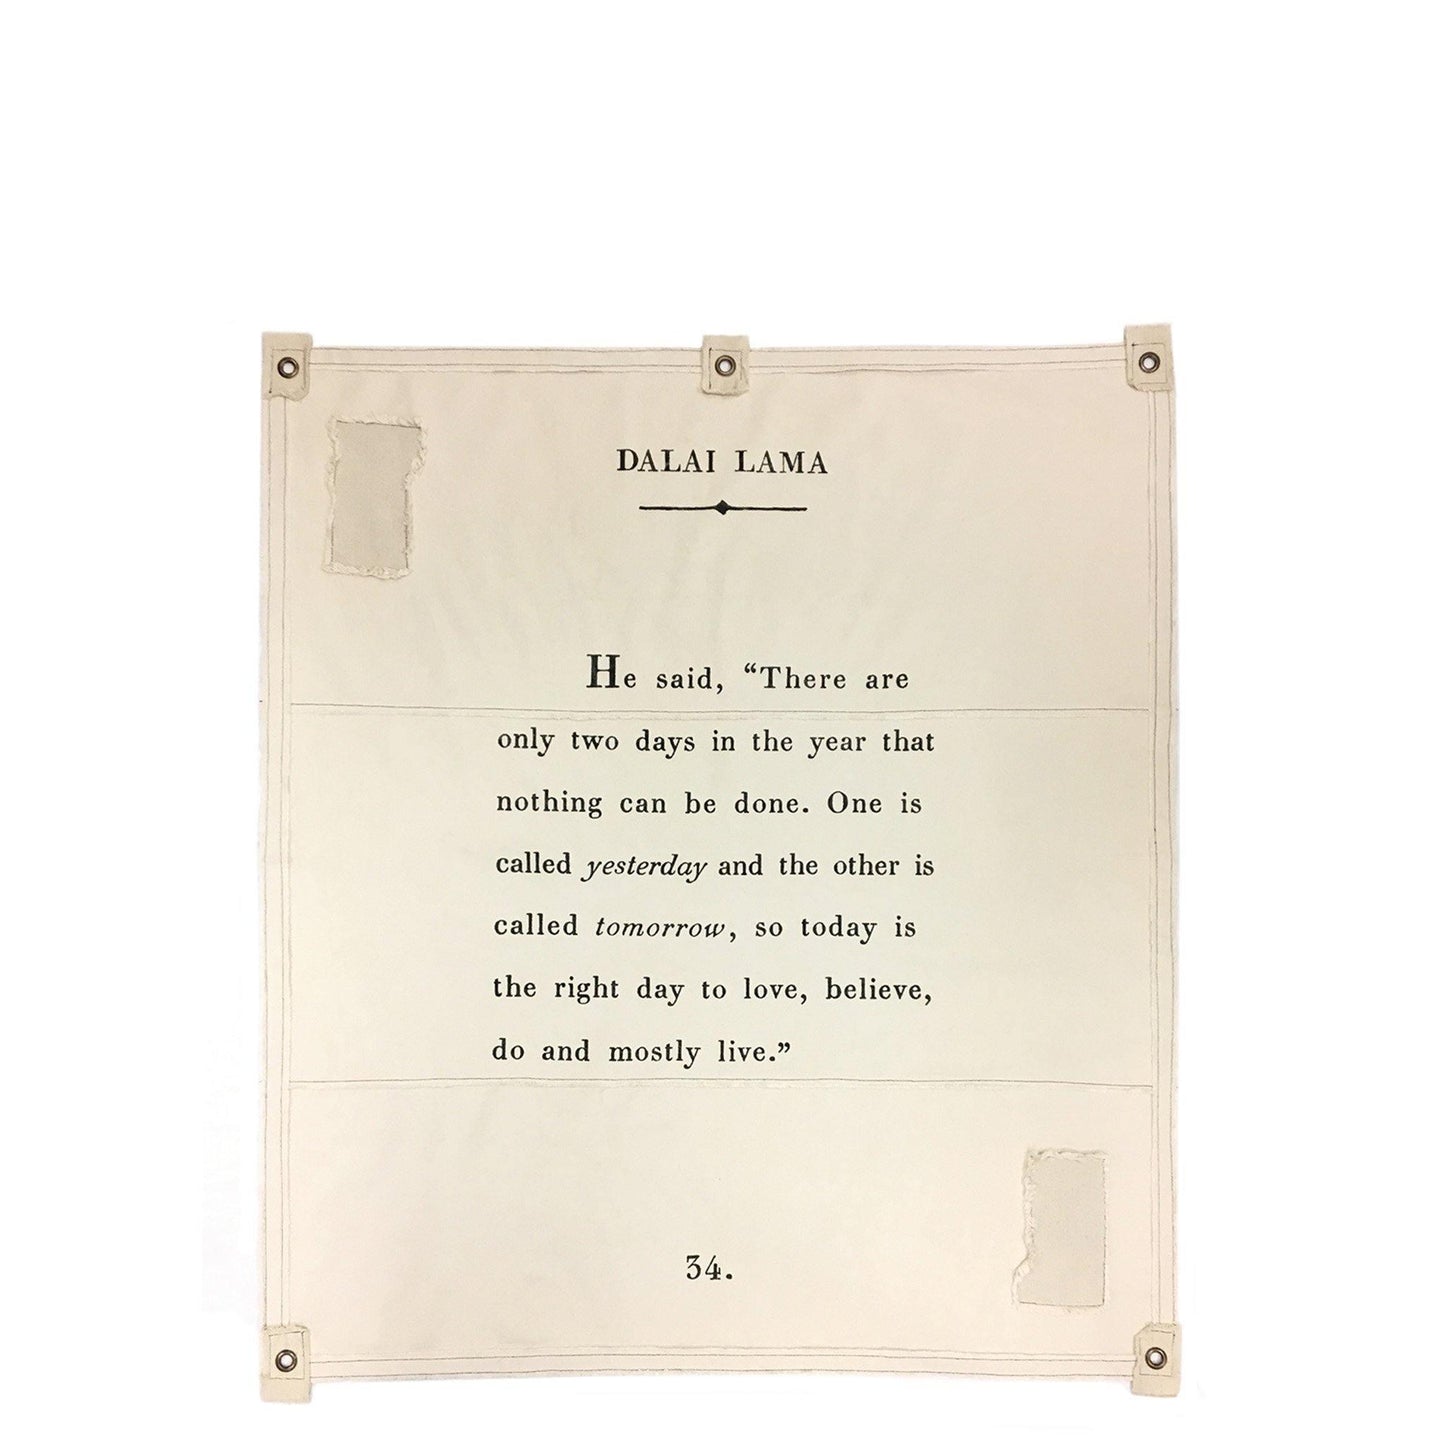 DALAI LAMA
He said, “There are
only two days in the year that
nothing can be done. One is
called yesterday and the other is
called tomorrow, so today is
the right day to love, believe,
do and mostly live.”
34.